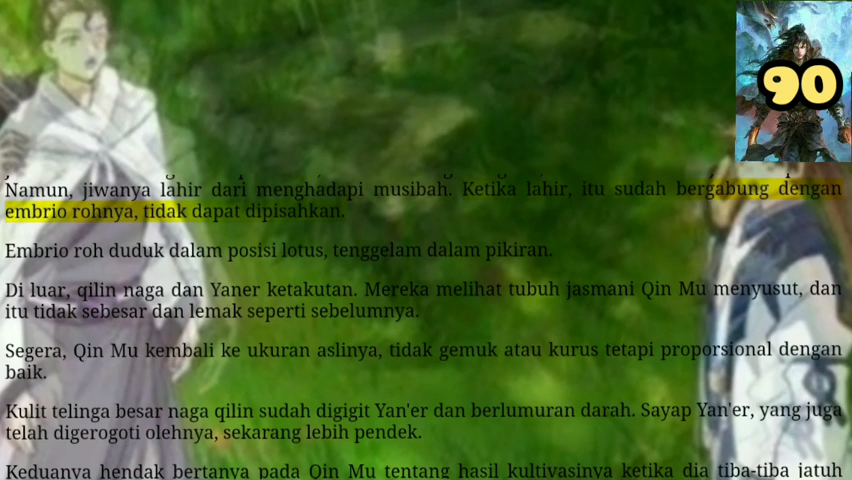 90
Namun, jiwanya lahir dari menghadapi musibah. Ketika lahir, itu sudah bergabung dengan
embrio rohnya, tidak dapat dipisahkan.
Embrio roh duduk dalam posisi lotus, tenggelam dalam pikiran.
Di luar, qilin naga dan Yaner ketakutan. Mereka melihat tubuh jasmani Qin Mu menyusut, dan
itu tidak sebesar dan lemak seperti sebelumnya.
Segera, Qin Mu kembali ke ukuran aslinya, tidak gemuk atau kurus tetapi proporsional dengan
baik.
Kulit telinga besar naga qilin sudah digigit Yan'er dan berlumuran darah. Sayap Yan'er, yang juga
telah digerogoti olehnya, sekarang lebih pendek.
Keduanya hendak bertanya pada Qin Mu tentang hasil kultivasinya ketika dia tiba-tiba jatuh